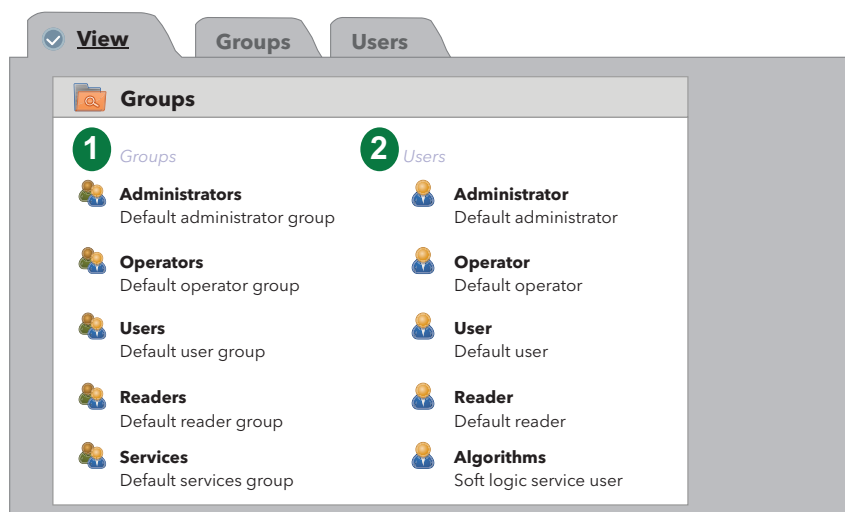 View
Groups
Users
Groups
1
Groups
2
Users
Administrators
Default administrator group
Administrator
Default administrator
Operators
Default operator group
Operator
Default operator
Users
Default user group
User
Default user
Readers
Default reader group
Reader
Default reader
Services
Default services group
Algorithms
Soft logic service user